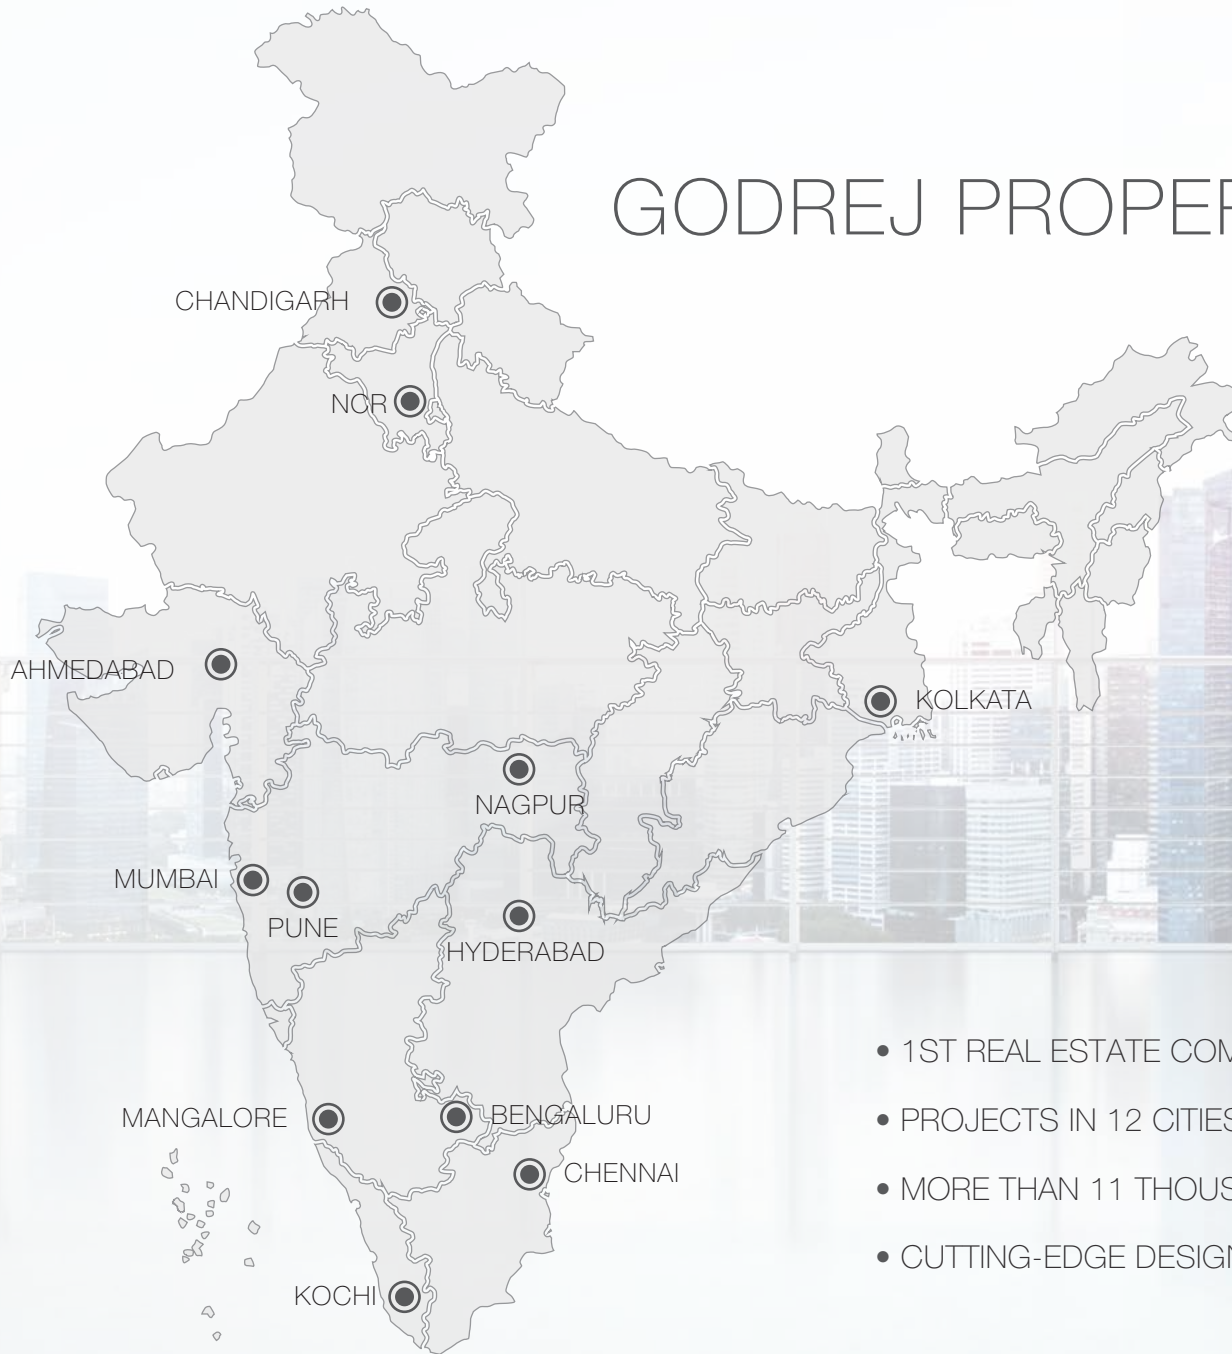 GODREJ PROPER
CHANDIGARH
NCR
AHMEDABAD
KOLKATA
NAGPUR
MUMBAI
PUNE
HYDERABAD
• 1ST REAL ESTATE COM
MANGALORE
BENGALURU
• PROJECTS IN 12 CITIES
CHENNAI
• MORE THAN 11 THOUS
• CUTTING-EDGE DESIGN
KOCHI